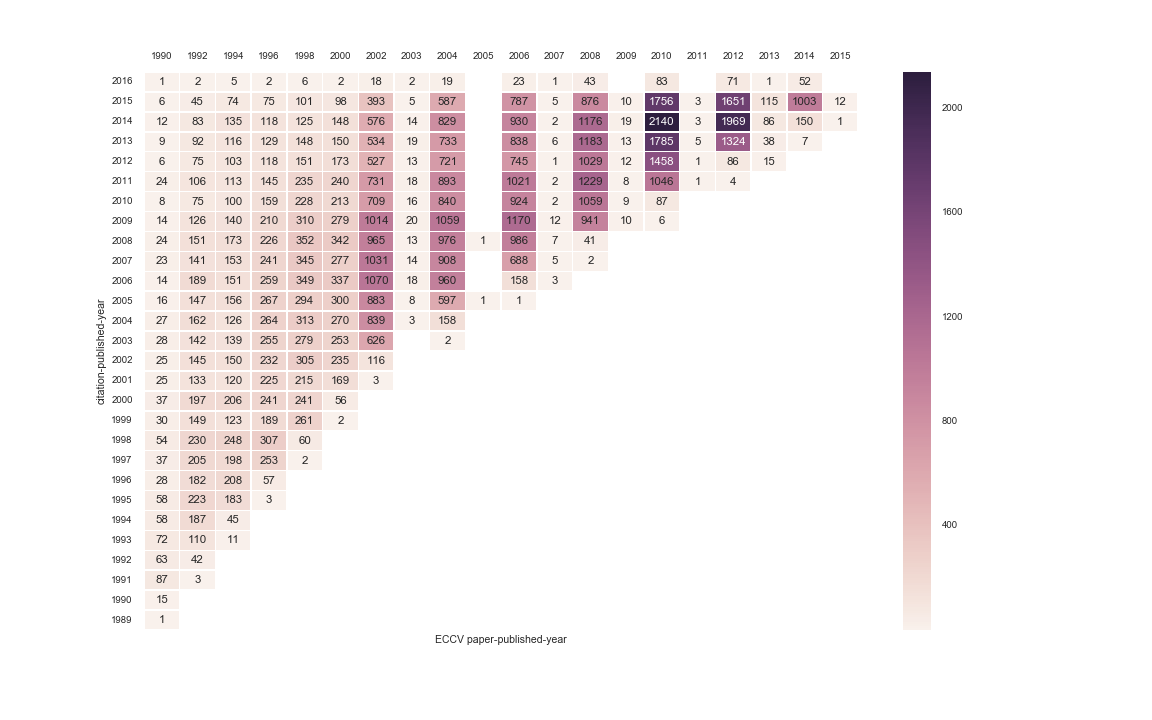 1990 1992 1994 1996 1998 2000 2002 2003 2004 2005 2006 2007 2008 2009 2010 2011 2012 2013 2014 2015
2016 1 2 5 2 6 2 18 2 19 23 1 43 83 71 1 52
2015 6 45 74 75 101 98 393 5 587 787 5 876 10 1756 3 1651 115 1003 12
2014 12 83 135 118 125 148 576 14 829 930 2 1176 19 2140 3 1969 86 150 1
2013 9 92 116 129 148 150 534 19 733 838 6 1183 13 1785 5 1324 38 7
2012 6 75 103 118 151 173 527 13 721 745 1 1029 12 1458 1 86 15
2011 24 106 113 145 235 240 731 18 893 1021 2 1229 8 1046 1 4
2010 8 75 100 159 228 213 709 16 840 924 2 1059 9 87
2009 14 126 140 210 310 279 1014 20 1059 1170 12 941 10 6
2008 24 151 173 226 352 342 965 13 976 1 986 7 41
2007 23 141 153 241 345 277 1031 14 908 688 5 2
2006 14 189 151 259 349 337 1070 18 960 158 3
2005 16 147 156 267 294 300 883 8 597 1 1
2004 27 162 126 264 313 270 839 3 158
2003 28 142 139 255 279 253 626 2
2002 25 145 150 232 305 235 116
2001 25 133 120 225 215 169 3
2000 37 197 206 241 241 56
1999 30 149 123 189 261 2
1998 54 230 248 307 60
1997 37 205 198 253 2
1996 28 182 208 57
1995 58 223 183 3
1994 58 187 45
1993 72 110 11
1992 63 42
1991 87 3
1990 15
1989 1
citation-published-year
ECCV paper-published-year
2000
1600
1200
800
400